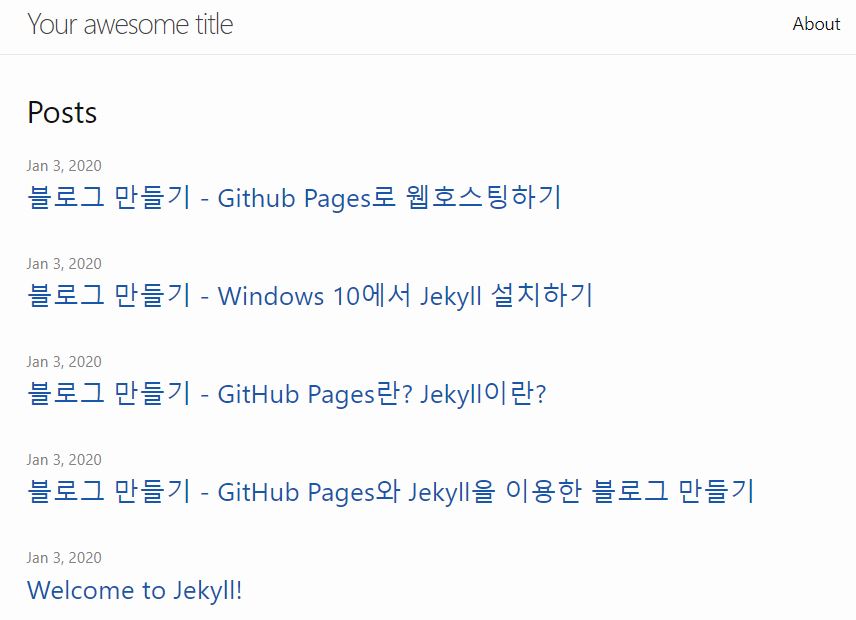 Your awesome title
About
Posts
Jan 3, 2020
블로그 만들기 - Github Pages로 웹호스팅하기
Jan 3, 2020
블로그 만들기 - Windows 10에서 Jekyll 설치하기
Jan 3, 2020
블로그 만들기 - GitHub Pages란? Jekyll이란?
Jan 3, 2020
블로그 만들기 - GitHub Pages와 Jekyll을 이용한 블로그 만들기
Jan 3, 2020
Welcome to Jekyll!